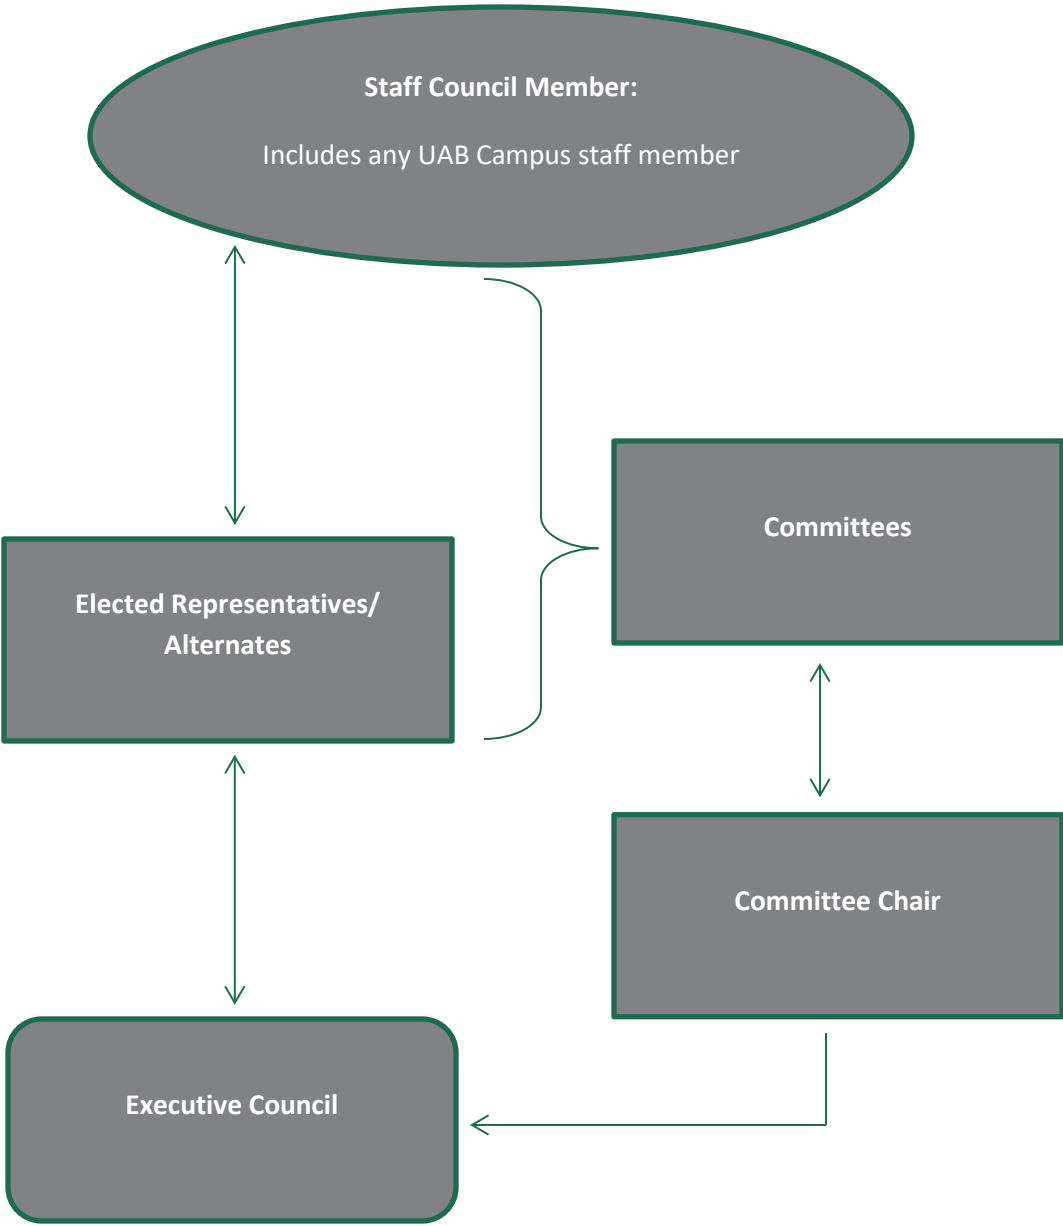 Staff Council Member:
Includes any UAB Campus staff member
Committees
Elected Representatives/
Alternates
Committee Chair
Executive Council